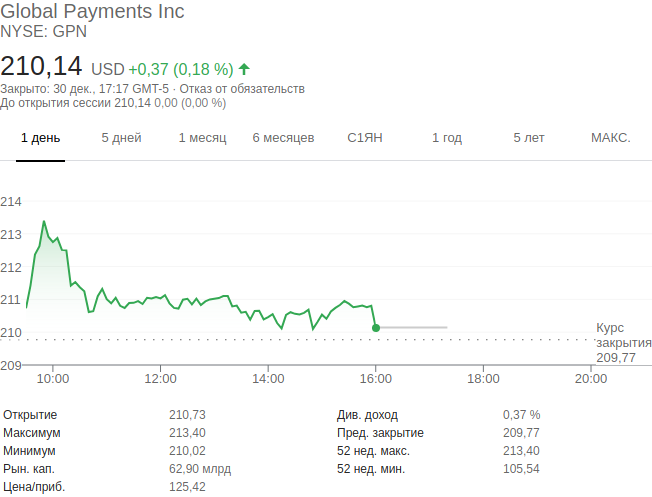 Global Payments Inc
NYSE: GPN
210,14 USD +0,37 (0,18 %)
Закрыто: 30 дек., 17:17 GMT-5 · Отказ от обязательств
До открытия сессии 210,14 0,00 (0,00 %)
1 день 5 дней 1 месяц 6 месяцев С1ЯН 1 год 5 лет МАКС.
214
213
212
211
210
209
Курс
закрытия
209,77
10:00 12:00 14:00 16:00 18:00 20:00
Открытие 210,73 Див. доход 0,37 %
Максимум 213,40 Пред. закрытие 209,77
Минимум 210,02 52 нед. макс. 213,40
Рын. кап. 62,90 млрд 52 нед. мин. 105,54
Цена/приб. 125,42